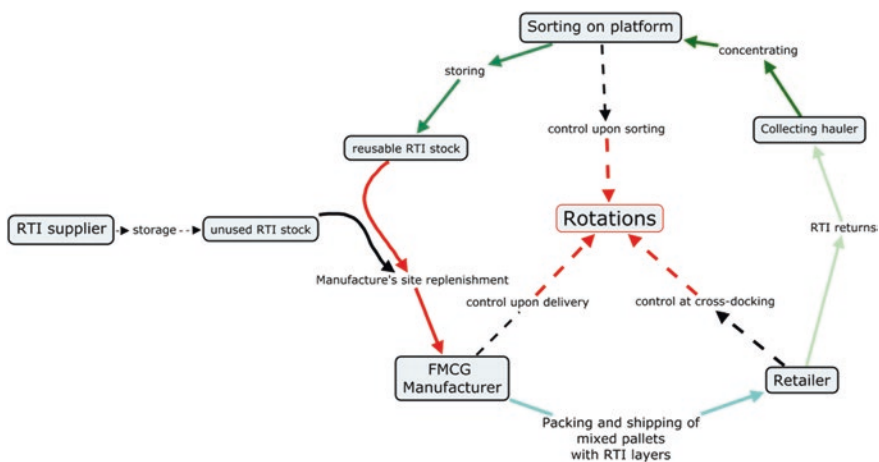 Sorting on platform
storing
concentrating
control upon sorting
Collecting hauler
reusable RTI stock
Rotations
RTI supplier
storage
unused RTI stock
RTI returns
Manufacture's site replenishment
control upon delivery
control at cross-docking
FMCG
Manufacturer
Retailer
Packing and shipping of
mixed pallets
with RTI layers